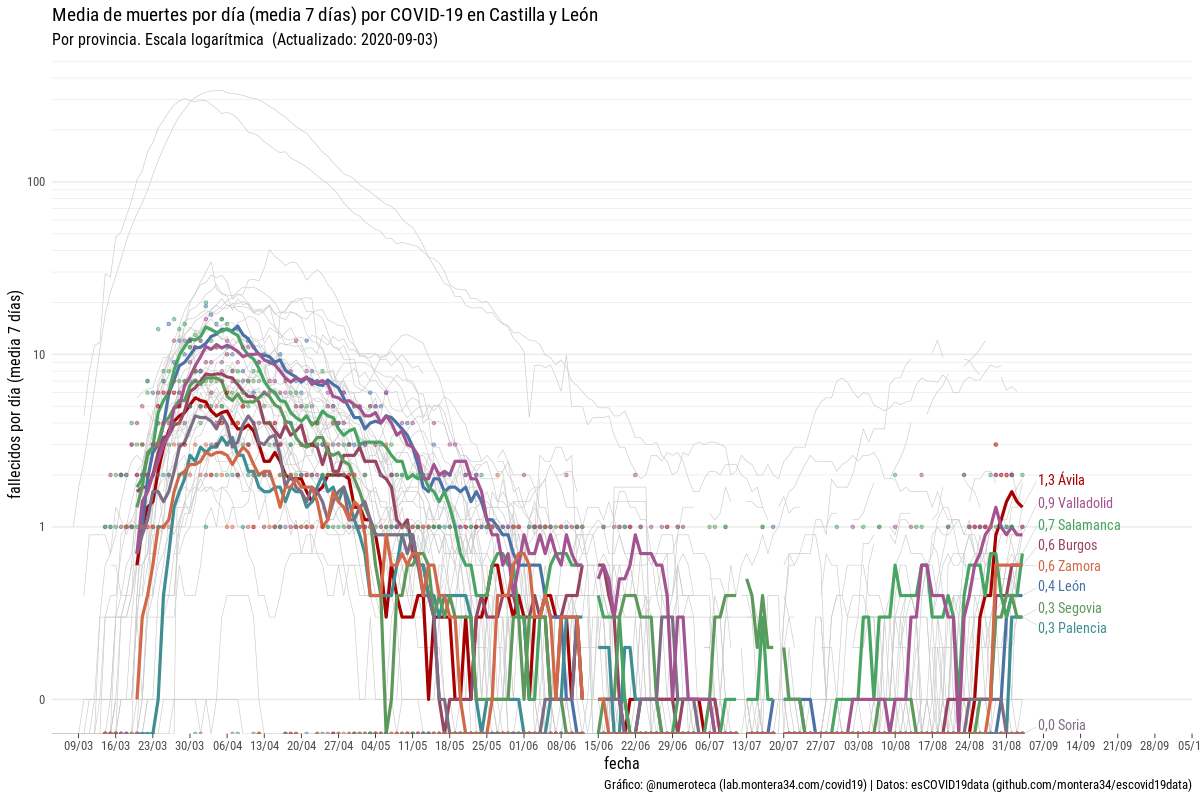 Media de muertes por día (media 7 días) por COVID-19 en Castilla y León
Por provincia. Escala logarítmica  (Actualizado: 2020-09-03)
fallecidos por día (media  7 días)
100
10
1
0
1,3 Ávila
0,9 Valladolid
0,7 Salamanca
0,6 Burgos
0,6 Zamora
0,4 León
0,3 Segovia
0,3 Palencia
0,0 Soria
09/03 16/03 23/03 30/03 06/04 13/04 20/04 27/04 04/05 11/05 18/05 25/05 01/06 08/06 15/06 22/06 29/06 06/07 13/07 20/07 27/07 03/08 10/08 17/08 24/08 31/08 07/09 14/09 21/09 28/09 05/1
fecha
Gráfico: @numeroteca (lab.montera34.com/covid19) | Datos: esCOVID19data (github.com/montera34/escovid19data)